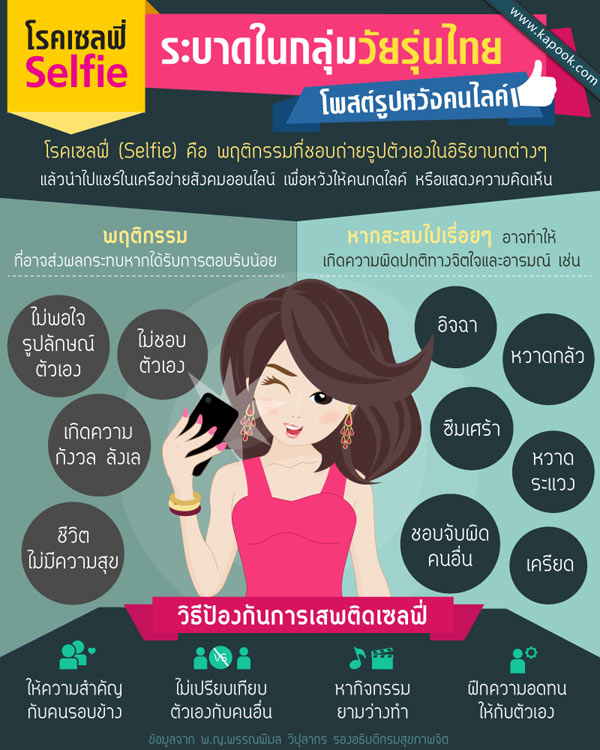 โรคเซลฟี่
Selfie
ระบาดในกลุ่มวัยรุ่นไทย
โพสต์รูปหวังคนไลค์!
www.kapook.com
โรคเซลฟี่ (Selfie) คือ พฤติกรรมที่ชอบถ่ายรูปตัวเองในอิริยาบถต่างๆ
แล้วนำไปแชร์ในเครือข่ายสังคมออนไลน์ เพื่อหวังให้คนกดไลค์ หรือแสดงความคิดเห็น
พฤติกรรม
ที่อาจส่งผลกระทบหากได้รับการตอบรับน้อย
ไม่พอใจ
รูปลักษณ์
ตัวเอง
ไม่ชอบ
ตัวเอง
เกิดความ
กังวล ลังเล
ชีวิต
ไม่มีความสุข
หากสะสมไปเรื่อยๆ อาจทำให้
เกิดความผิดปกติทางจิตใจและอารมณ์ เช่น
อิจฉา
หวาดกลัว
ซึมเศร้า
หวาด
ระแวง
ชอบจับผิด
คนอื่น
เครียด
วิธีป้องกันการเสพติดเซลฟี่
ให้ความสำคัญ
กับคนรอบข้าง
VS
ไม่เปรียบเทียบ
ตัวเองกับคนอื่น
หากิจกรรม
ยามว่างทำ
ฝึกความอดทน
ให้กับตัวเอง
ข้อมูลจาก พ.ญ.พรรณพิมล วิปุลากร รองอธิบดีกรมสุขภาพจิต